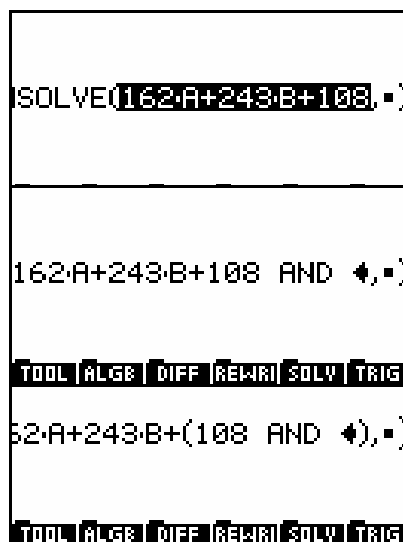 ISOLVE(162·A+243·B+108,▪)
162·A+243·B+108 AND ◆,▪)
TOOL ALGB DIFF REWRI SOLV TRIG
62·A+243·B+(108 AND ◆),▪)
TOOL ALGB DIFF REWRI SOLV TRIG